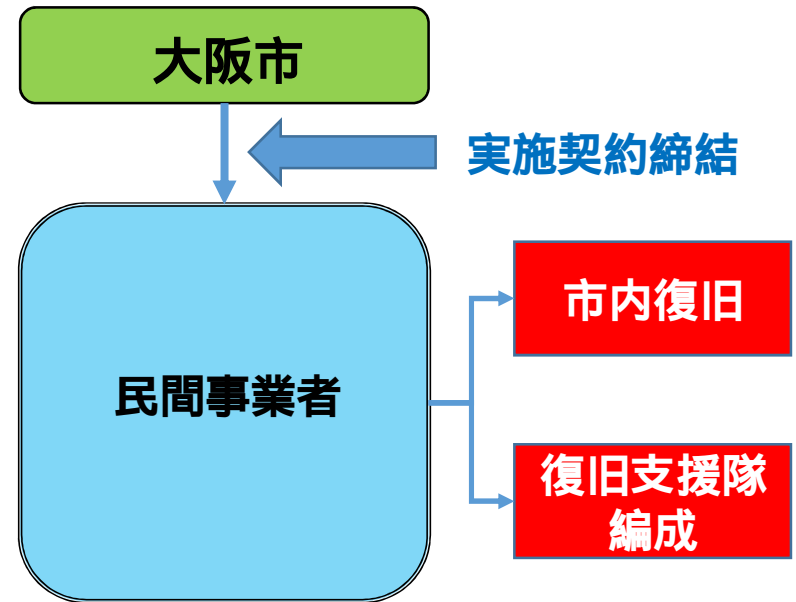 大阪市
実施契約締結
市内復旧
民間事業者
復旧支援隊
編成